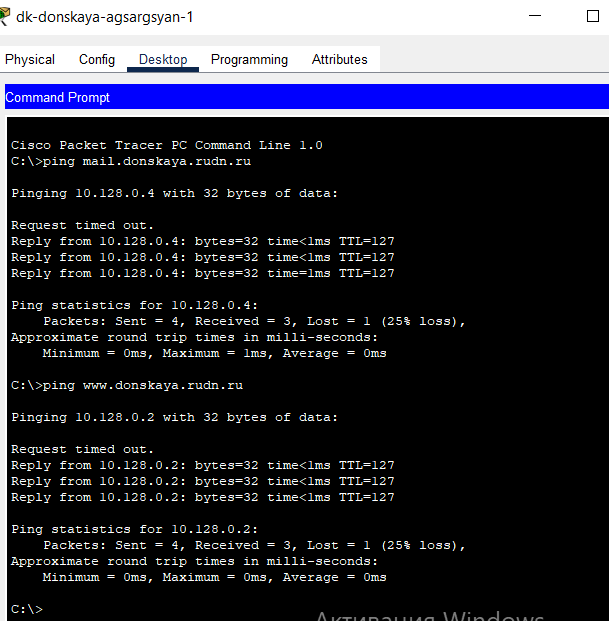 dk-donskaya-agsargsyan-1
Physical Config Desktop Programming Attributes
Command Prompt
Cisco Packet Tracer PC Command Line 1.0
C:\>ping mail.donskaya.rudn.ru
Pinging 10.128.0.4 with 32 bytes of data:
Request timed out.
Reply from 10.128.0.4: bytes=32 time<1ms TTL=127
Reply from 10.128.0.4: bytes=32 time<1ms TTL=127
Reply from 10.128.0.4: bytes=32 time=1ms TTL=127
Ping statistics for 10.128.0.4:
Packets: Sent = 4, Received = 3, Lost = 1 (25% loss),
Approximate round trip times in milli-seconds:
Minimum = 0ms, Maximum = 1ms, Average = 0ms
C:\>ping www.donskaya.rudn.ru
Pinging 10.128.0.2 with 32 bytes of data:
Request timed out.
Reply from 10.128.0.2: bytes=32 time<1ms TTL=127
Reply from 10.128.0.2: bytes=32 time<1ms TTL=127
Reply from 10.128.0.2: bytes=32 time<1ms TTL=127
Ping statistics for 10.128.0.2:
Packets: Sent = 4, Received = 3, Lost = 1 (25% loss),
Approximate round trip times in milli-seconds:
Minimum = 0ms, Maximum = 0ms, Average = 0ms
C:\>
Активация Windows